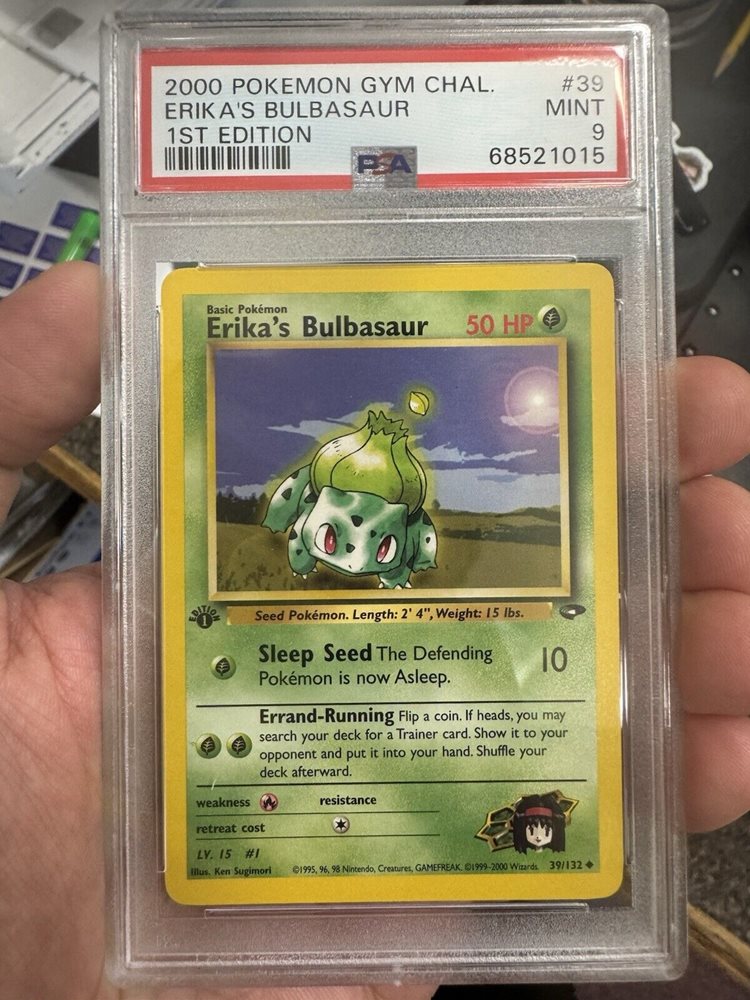 2000 POKEMON GYM CHAL. #39
ERIKA'S BULBASAUR MINT
1ST EDITION 9
PSA 68521015
Basic Pokémon
Erika's Bulbasaur 50 HP
EDITION 1
Seed Pokémon. Length: 2' 4", Weight: 15 lbs.
Sleep Seed The Defending 10
Pokémon is now Asleep.
Errand-Running Flip a coin. If heads, you may
search your deck for a Trainer card. Show it to your
opponent and put it into your hand. Shuffle your
deck afterward.
weakness resistance
retreat cost
LV. 15 #1
Illus. Ken Sugimori ©1995, 96, 98 Nintendo, Creatures, GAMEFREAK. ©1999-2000 Wizards. 39/132